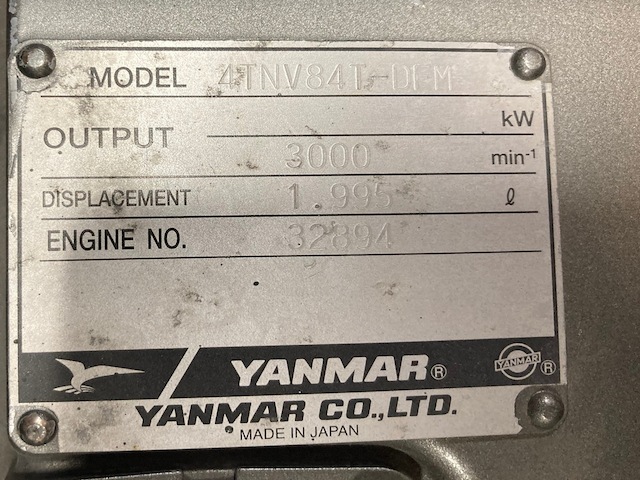 MODEL 4TNV84T-DFM
OUTPUT kW
3000 min-1
DISPLACEMENT 1.995 ℓ
ENGINE NO. 32894
YANMAR® YANMAR ®
YANMAR CO.,LTD.
MADE IN JAPAN